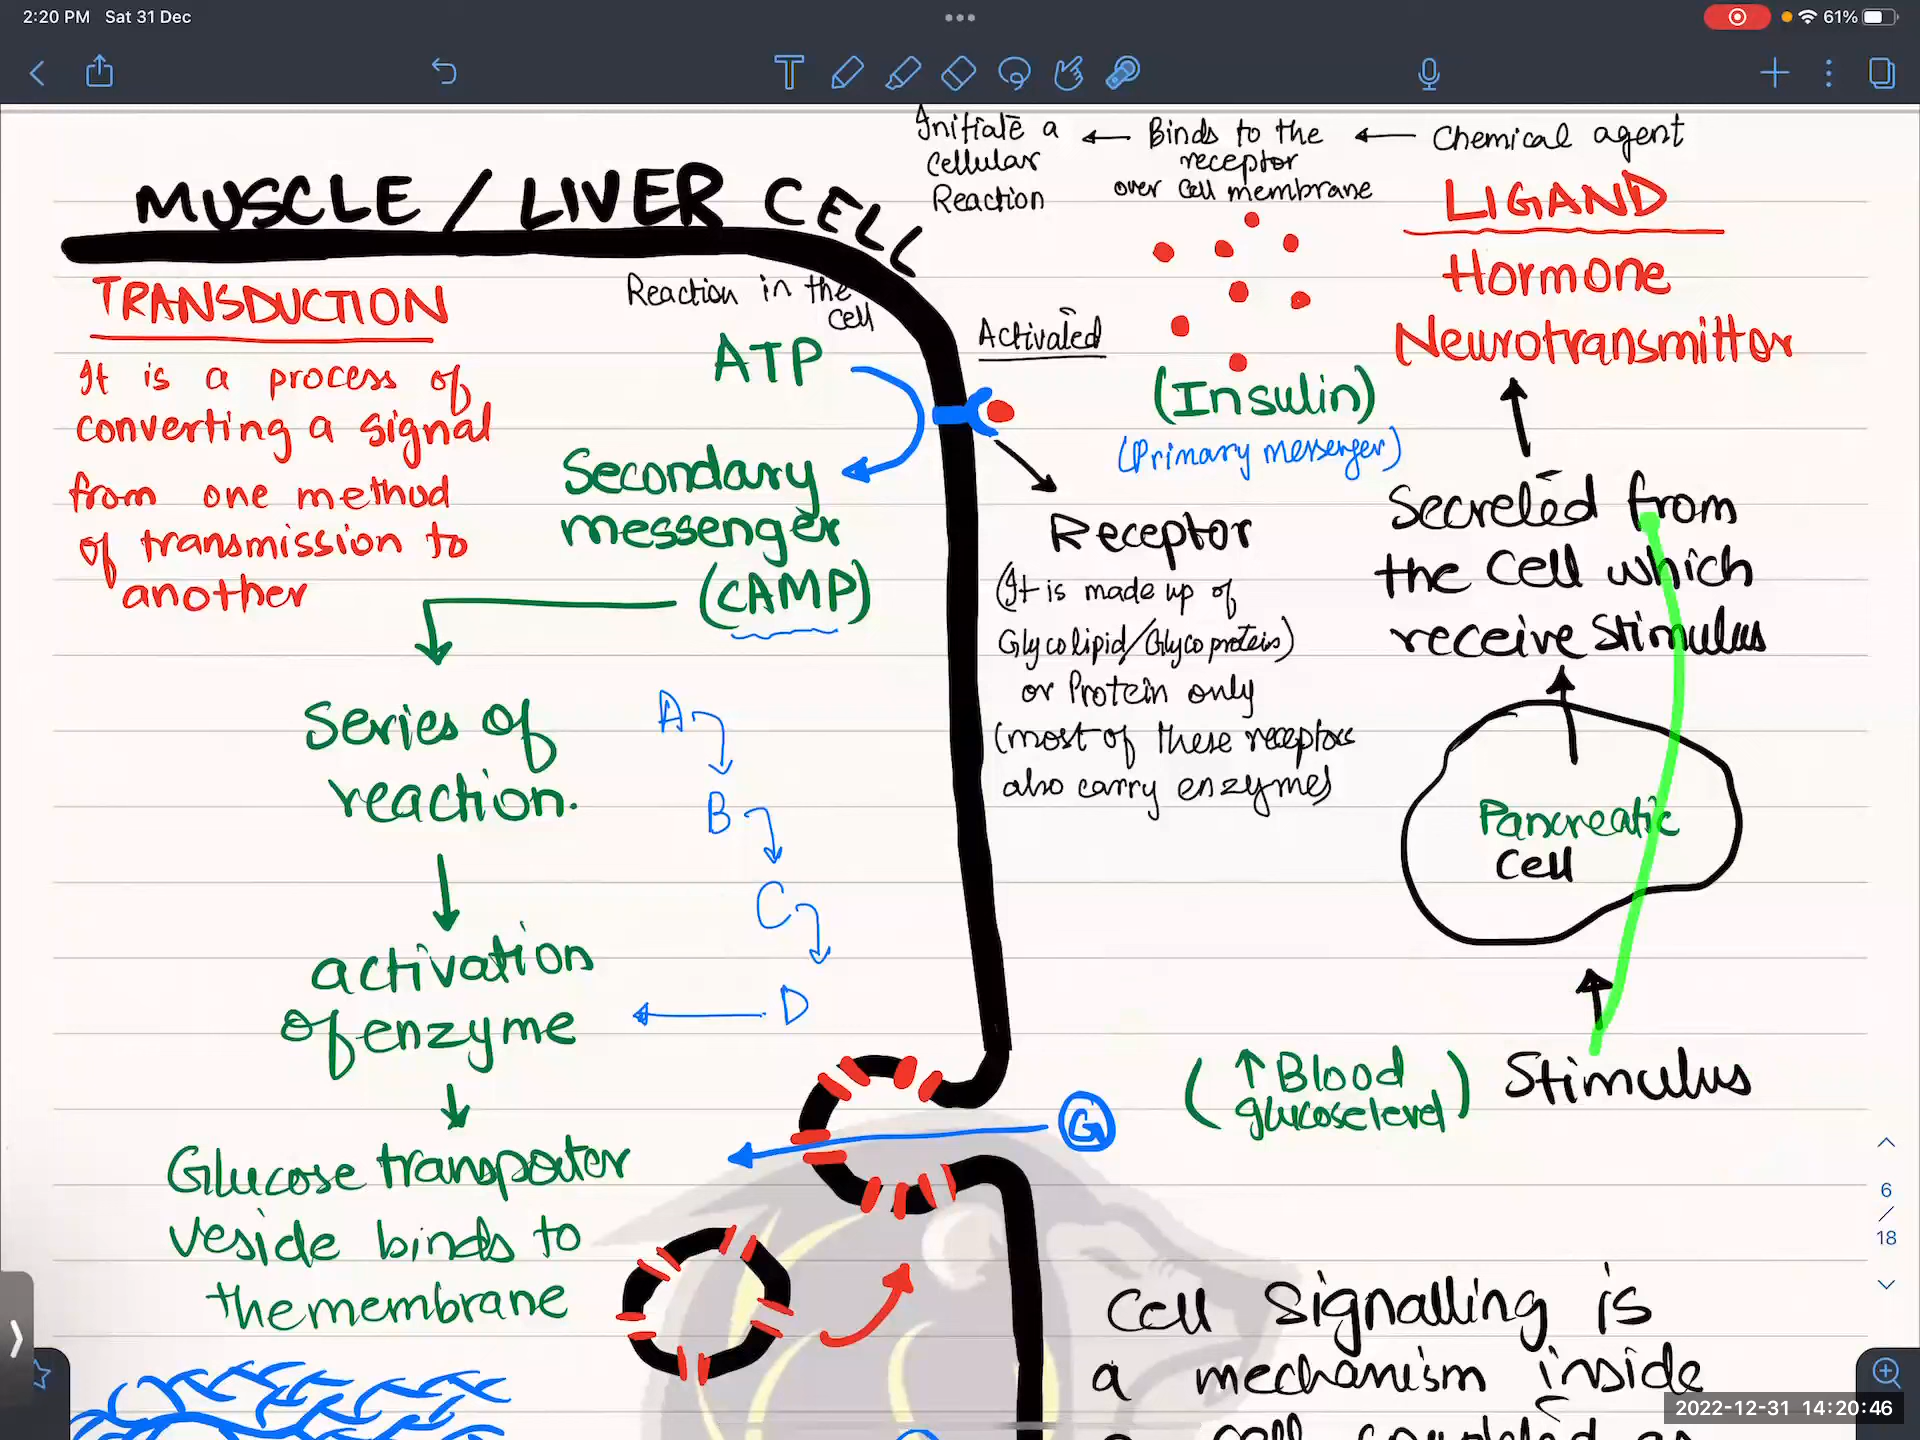 2:20 PM Sat 31 Dec
61%
Initiate a
Cellular
Reaction
Binds to the
receptor
over Cell membrane
Chemical agent
MUSCLE / LIVER CELL
LIGAND
Hormone
Neurotransmittor
TRANSDUCTION
It is a process of
converting a signal
from one method
of transmission to
another
Reaction in the
cell
Activated
ATP
(Insulin)
(Primary messenger)
Secondary
messenger
(CAMP)
Receptor
(It is made up of
Glycolipid/Glycoprotein)
or Protein only
(most of these receptors
also carry enzymes
Secreted from
the Cell which
receive Stimulus
Pancreatic
Cell
Series of
reaction.
A
B
C
D
activation
of enzyme
(↑ Blood
glucose level)
Stimulus
G
Glucose transpoter
veside binds to
the membrane
6
/
18
Cell Signalling is
a mechanism inside
2022-12-31 14:20:46